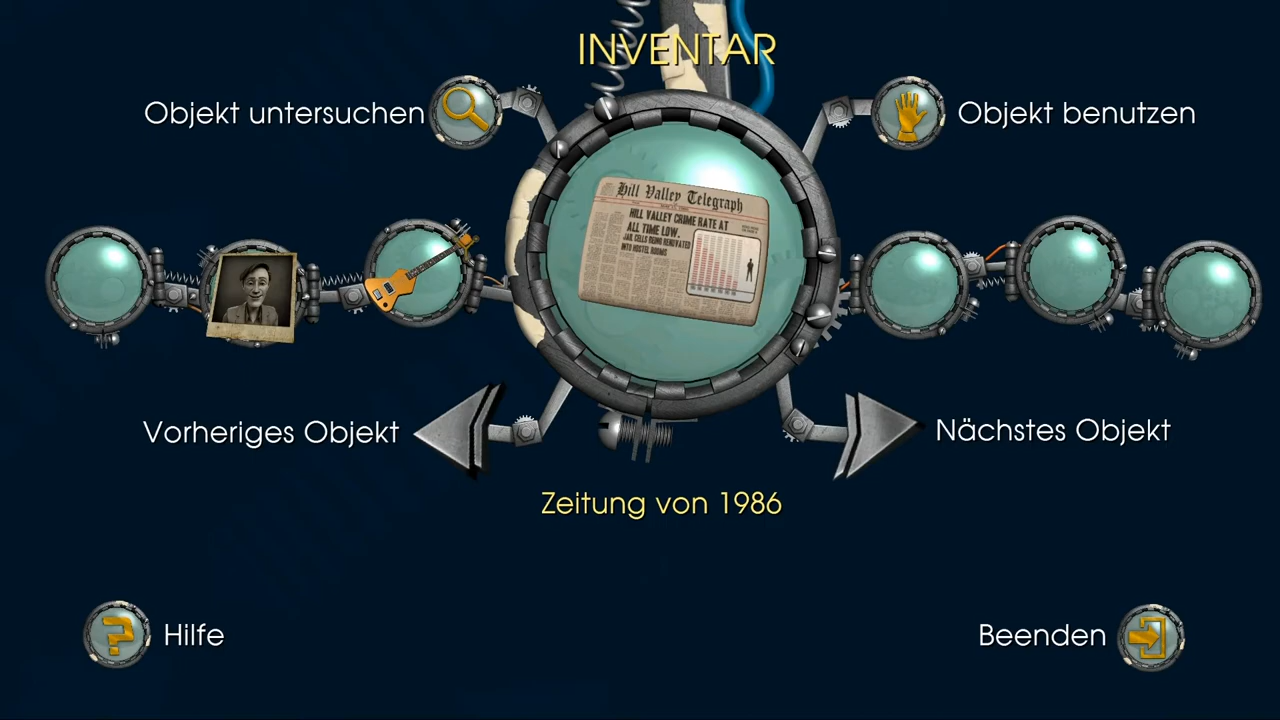 INVENTAR
Objekt untersuchen
Objekt benutzen
Hill Valley Telegraph
HILL VALLEY CRIME RATE AT
ALL TIME LOW.
JAIL CELLS BEING RENOVATED
INTO HOSTEL ROOMS
Vorheriges Objekt
Nächstes Objekt
Zeitung von 1986
Hilfe
Beenden